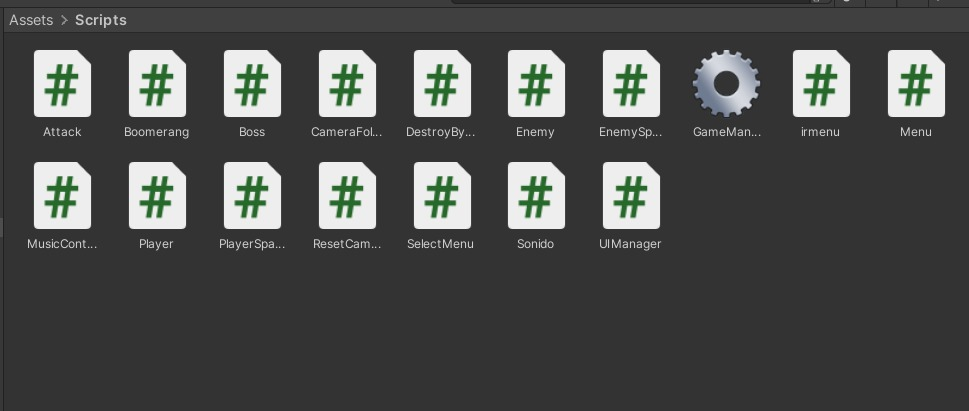 Assets > Scripts
Attack Boomerang Boss CameraFol... DestroyBy... Enemy EnemySp... GameMan... irmenu Menu
MusicCont... Player PlayerSpa... ResetCam... SelectMenu Sonido UIManager